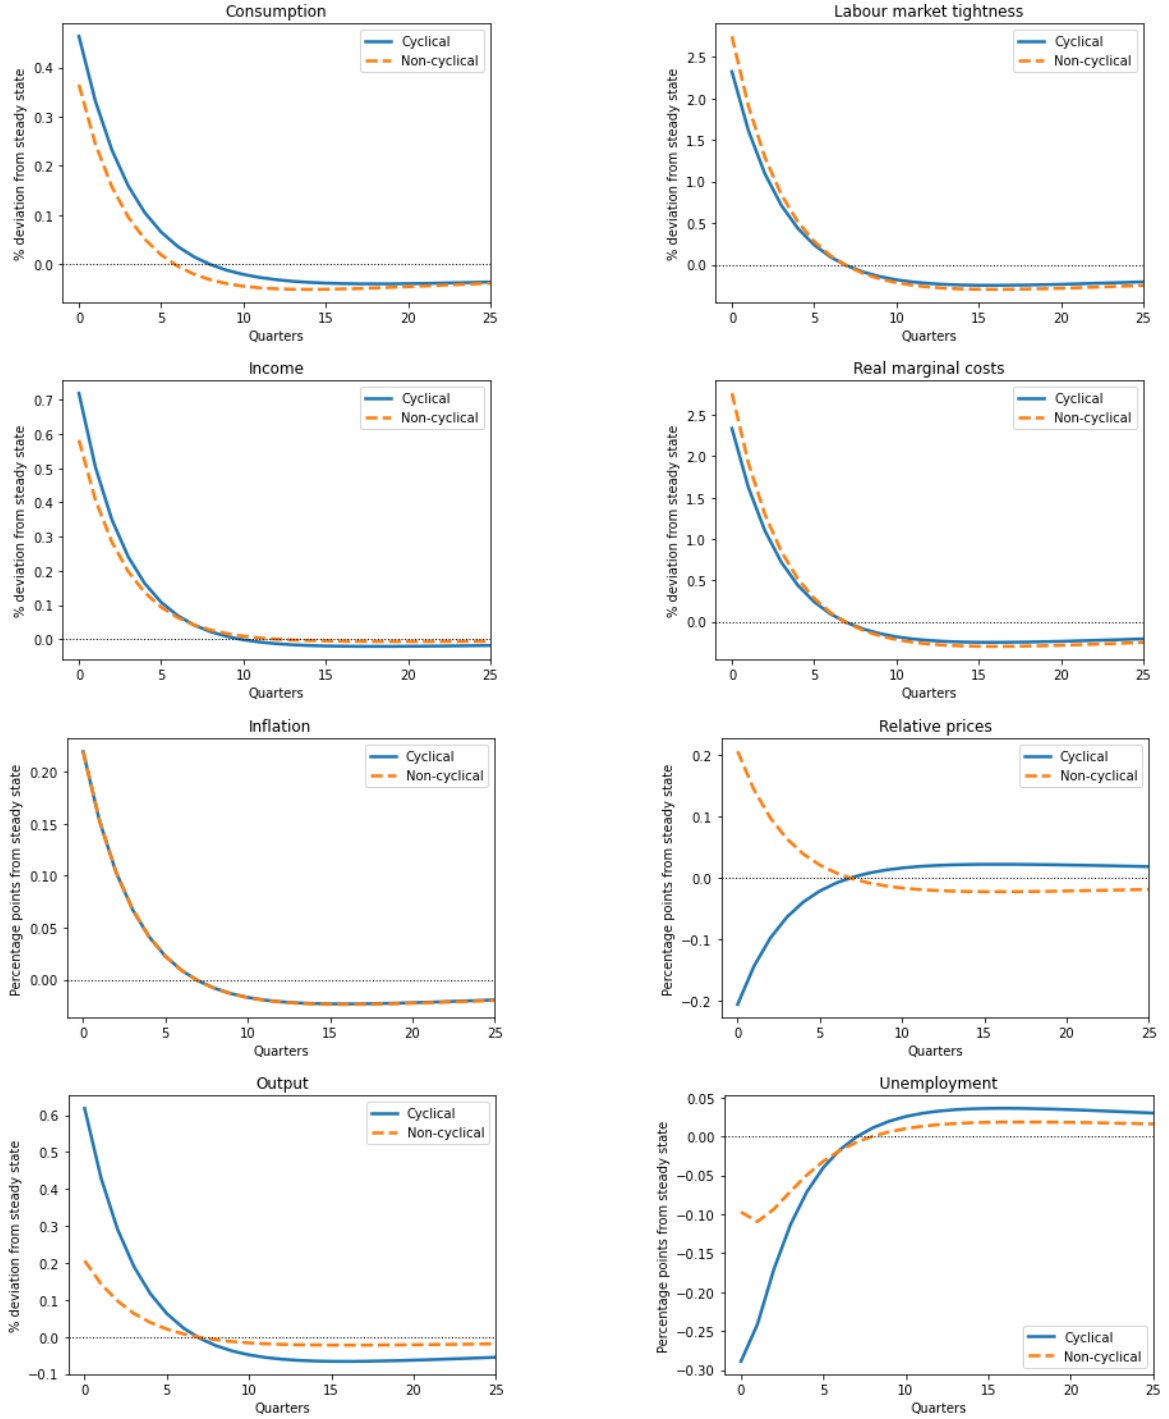 Consumption
% deviation from steady state
0.4
0.3
0.2
0.1
0.0
Cyclical
Non-cyclical
0 5 10 15 20 25
Quarters
Labour market tightness
% deviation from steady state
2.5
2.0
1.5
1.0
0.5
0.0
Cyclical
Non-cyclical
0 5 10 15 20 25
Quarters
Income
% deviation from steady state
0.7
0.6
0.5
0.4
0.3
0.2
0.1
0.0
Cyclical
Non-cyclical
0 5 10 15 20 25
Quarters
Real marginal costs
% deviation from steady state
2.5
2.0
1.5
1.0
0.5
0.0
Cyclical
Non-cyclical
0 5 10 15 20 25
Quarters
Inflation
Percentage points from steady state
0.20
0.15
0.10
0.05
0.00
Cyclical
Non-cyclical
0 5 10 15 20 25
Quarters
Relative prices
Percentage points from steady state
0.2
0.1
0.0
−0.1
−0.2
Cyclical
Non-cyclical
0 5 10 15 20 25
Quarters
Output
% deviation from steady state
0.6
0.5
0.4
0.3
0.2
0.1
0.0
−0.1
Cyclical
Non-cyclical
0 5 10 15 20 25
Quarters
Unemployment
Percentage points from steady state
0.05
0.00
−0.05
−0.10
−0.15
−0.20
−0.25
−0.30
Cyclical
Non-cyclical
0 5 10 15 20 25
Quarters